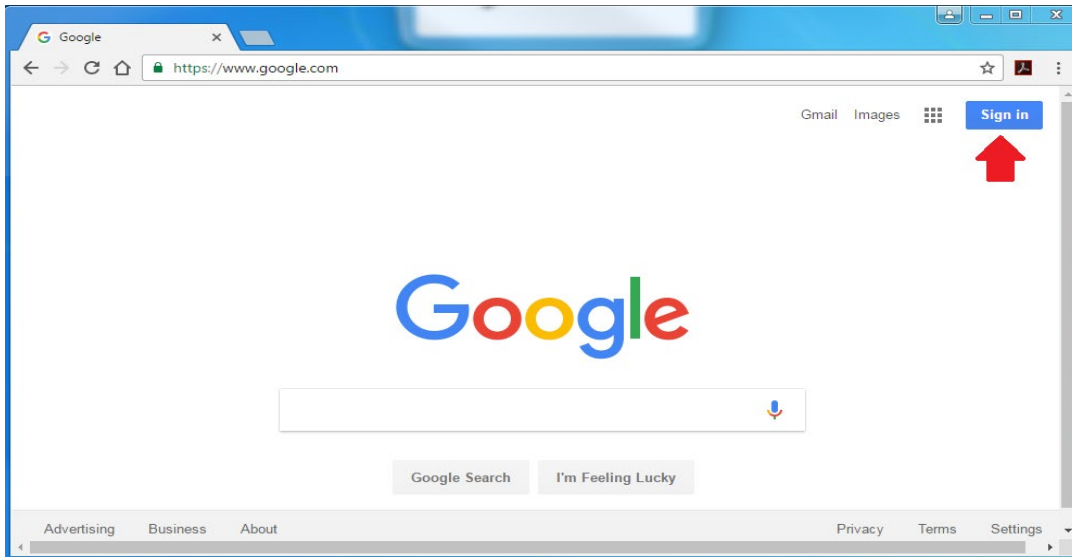 Google
https://www.google.com
Gmail Images Sign in
Google
Google Search I'm Feeling Lucky
Advertising Business About Privacy Terms Settings